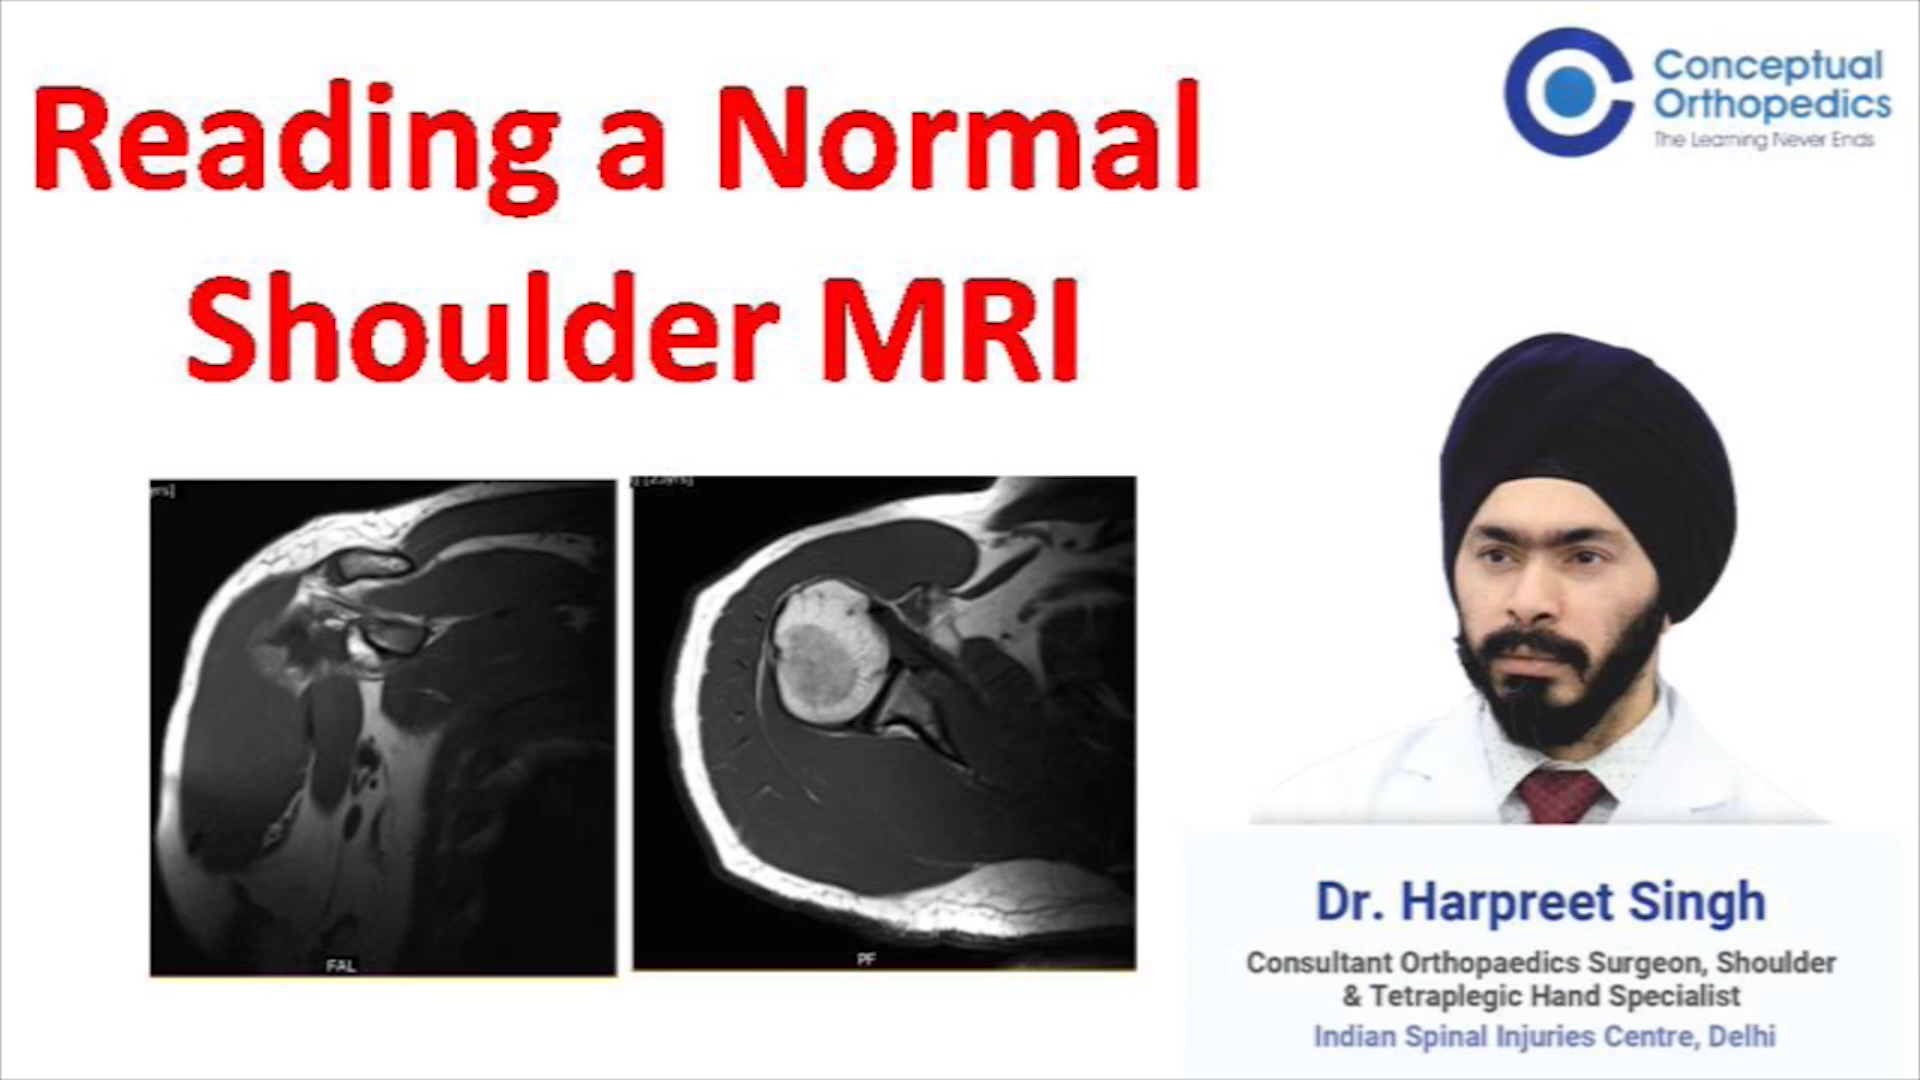 Reading a Normal
Shoulder MRI
Conceptual
Orthopedics
The Learning Never Ends
FAL
PF
Dr. Harpreet Singh
Consultant Orthopaedics Surgeon, Shoulder
& Tetraplegic Hand Specialist
Indian Spinal Injuries Centre, Delhi